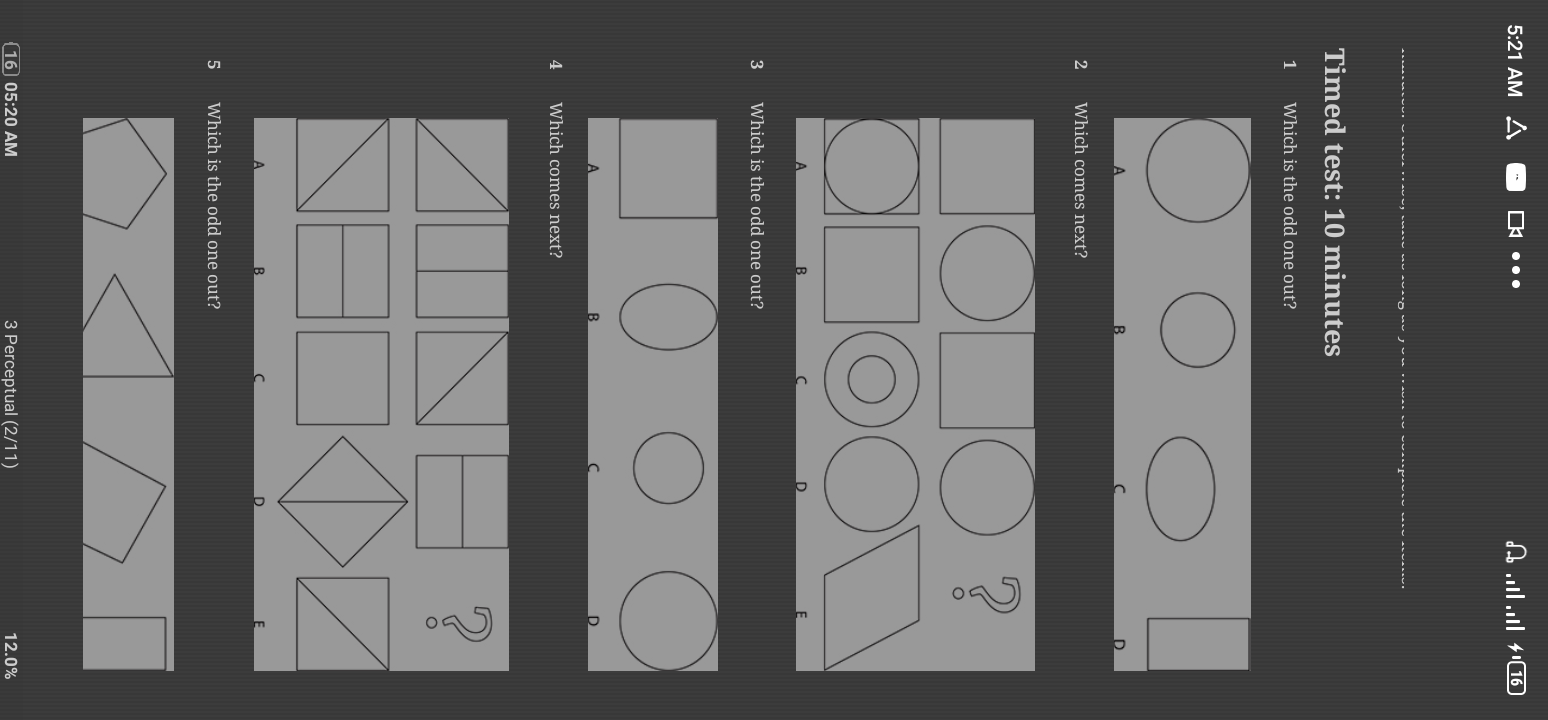 5:21 AM
16
Timed test: 10 minutes
1 Which is the odd one out?
A B C D
2 Which comes next?
?
A B C D E
3 Which is the odd one out?
A B C D
4 Which comes next?
?
A B C D E
5 Which is the odd one out?
16 05:20 AM 3 Perceptual (2/11) 12.0%